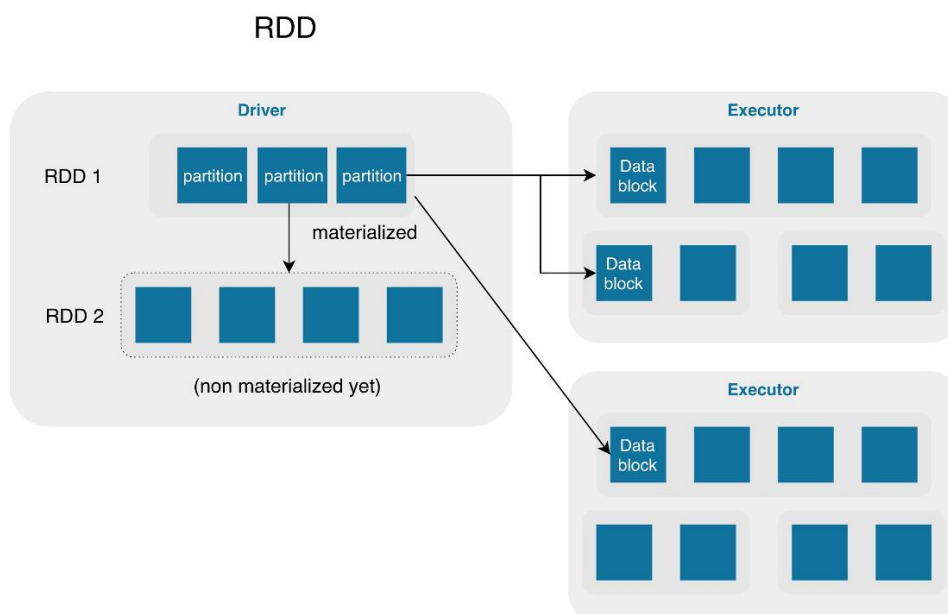 RDD
Driver
RDD 1
partition
partition
partition
materialized
RDD 2
(non materialized yet)
Executor
Data
block
Data
block
Executor
Data
block